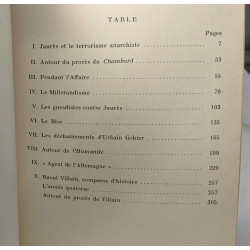 TABLE
Pages
I. Jaurès et le terrorisme anarchiste 7
II. Autour du procès du Chambard 33
III. Pendant l'Affaire 55
IV. Le Millerandisme 79
V. Les guesdistes contre Jaurès 103
VI. Le Bloc 135
VII. Les déchaînements d'Urbain Gohier 165
VIII. Autour de l'Humanité 199
IX. « Agent de l'Allemagne » 229
X. Raoul Villain, comparse d'histoire 257
L'année quatorze 257
Autour du procès de Villain 305